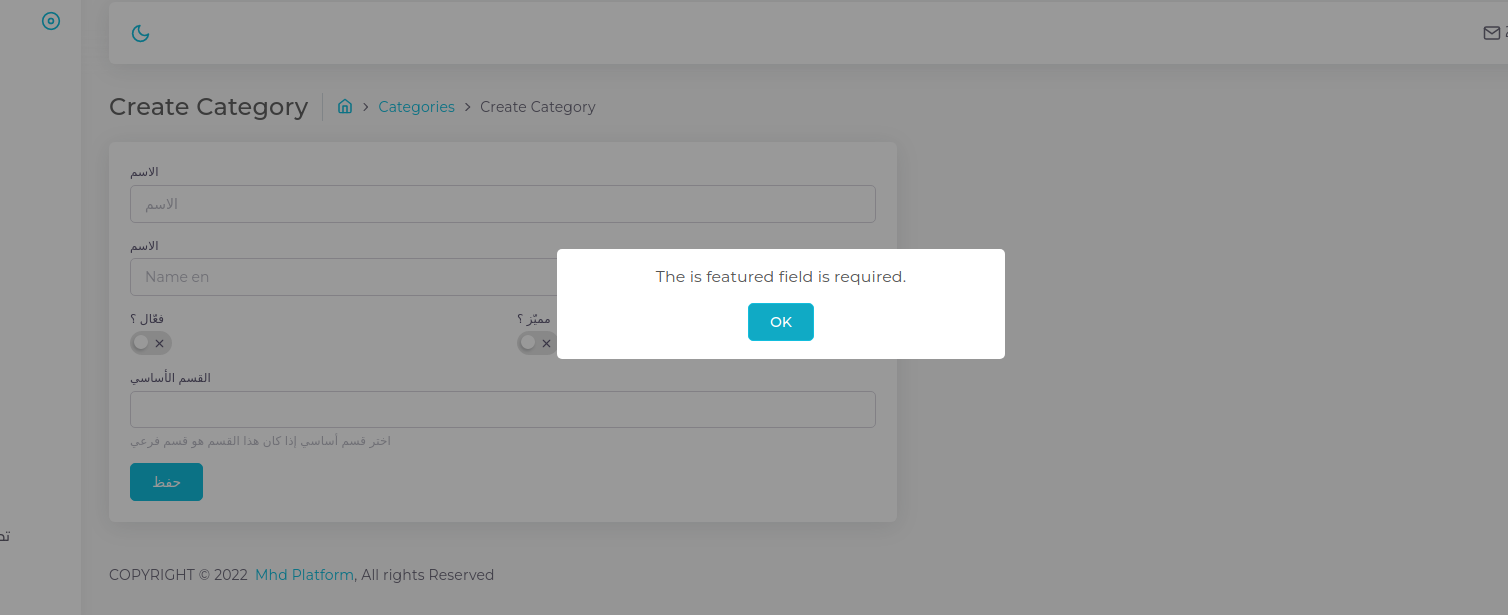 Create Category
Categories
Create Category
الاسم
الاسم
الاسم
Name en
The is featured field is required.
OK
فعّال ؟
مميّز ؟
القسم الأساسي
اختر قسم أساسي إذا كان هذا القسم هو قسم فرعي
حفظ
COPYRIGHT © 2022 Mhd Platform, All rights Reserved